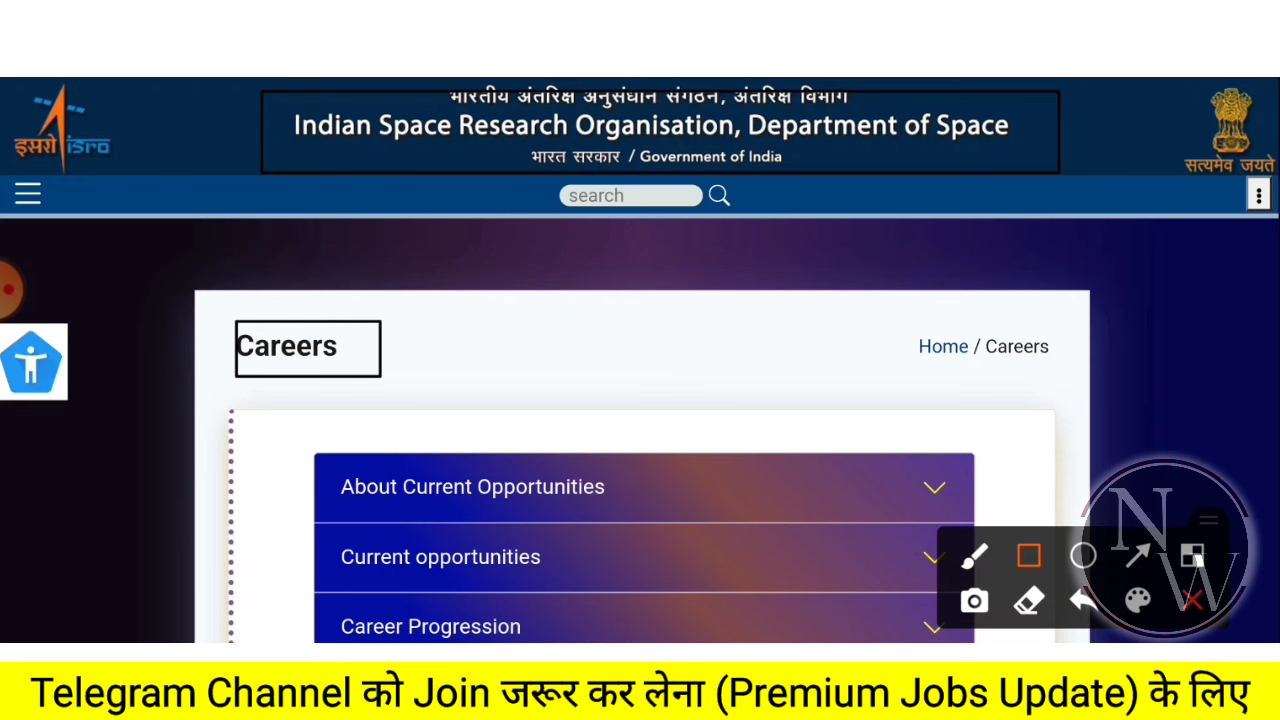 भारतीय अंतरिक्ष अनुसंधान संगठन, अंतरिक्ष विभाग
Indian Space Research Organisation, Department of Space
भारत सरकार / Government of India
इसरो isro
सत्यमेव जयते
search
Careers
Home / Careers
About Current Opportunities
Current opportunities
Career Progression
N
W
Telegram Channel को Join जरूर कर लेना (Premium Jobs Update) के लिए